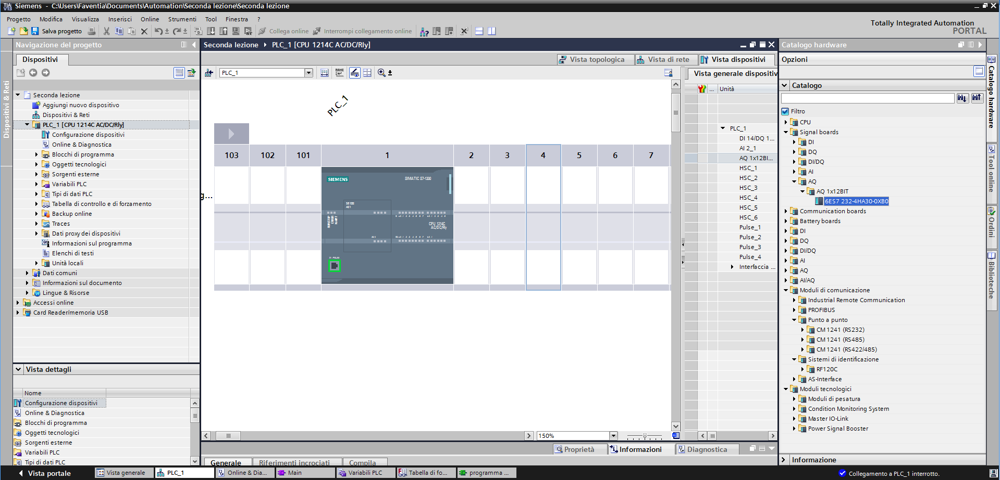 Siemens - C:\Users\Faventia\Documents\Automation\Seconda lezione\Seconda lezione
Progetto Modifica Visualizza Inserisci Online Strumenti Tool Finestra ?
Totally Integrated Automation
PORTAL
Salva progetto Collega online Interrompi collegamento online
Navigazione del progetto
Dispositivi
Dispositivi & Reti
Seconda lezione
Aggiungi nuovo dispositivo
Dispositivi & Reti
PLC_1 [CPU 1214C AC/DC/Rly]
Configurazione dispositivi
Online & Diagnostica
Blocchi di programma
Oggetti tecnologici
Sorgenti esterne
Variabili PLC
Tipi di dati PLC
Tabella di controllo e di forzamento
Backup online
Traces
Dati proxy dei dispositivi
Informazioni sul programma
Elenchi di testi
Unità locali
Dati comuni
Informazioni sul documento
Lingue & Risorse
Accessi online
Card Reader/memoria USB
Vista dettagli
Nome
Configurazione dispositivi
Online & Diagnostica
Blocchi di programma
Oggetti tecnologici
Sorgenti esterne
Variabili PLC
Tipi di dati PLC
Seconda lezione PLC_1 [CPU 1214C AC/DC/Rly]
Vista topologica Vista di rete Vista dispositivi
PLC_1
PLC_1
103 102 101 1 2 3 4 5 6 7
g...
SIEMENS SIMATIC S7-1200
CPU 1214C
AC/DC/Rly
150%
Vista generale dispositiv
... Unità
PLC_1
DI 14/DQ 1...
AI 2_1
AQ 1x12BI...
HSC_1
HSC_2
HSC_3
HSC_4
HSC_5
HSC_6
Pulse_1
Pulse_2
Pulse_3
Pulse_4
Interfaccia ...
Proprietà Informazioni Diagnostica
Generale Riferimenti incrociati Compila
Catalogo hardware
Opzioni
Catalogo
Filtro
CPU
Signal boards
DI
DQ
DI/DQ
AI
AQ
AQ 1x12BIT
6ES7 232-4HA30-0XB0
Communication boards
Battery boards
DI
DQ
DI/DQ
AI
AQ
AI/AQ
Moduli di comunicazione
Industrial Remote Communication
PROFIBUS
Punto a punto
CM 1241 (RS232)
CM 1241 (RS485)
CM 1241 (RS422/485)
Sistemi di identificazione
RF120C
AS-Interface
Moduli tecnologici
Moduli di pesatura
Condition Monitoring System
Master IO-Link
Power Signal Booster
Informazione
Catalogo hardware
Tool online
Ordini
Biblioteche
Vista portale Vista generale PLC_1 Online & Dia... Main Variabili PLC Tabella di fo... programma ... Collegamento a PLC_1 interrotto.